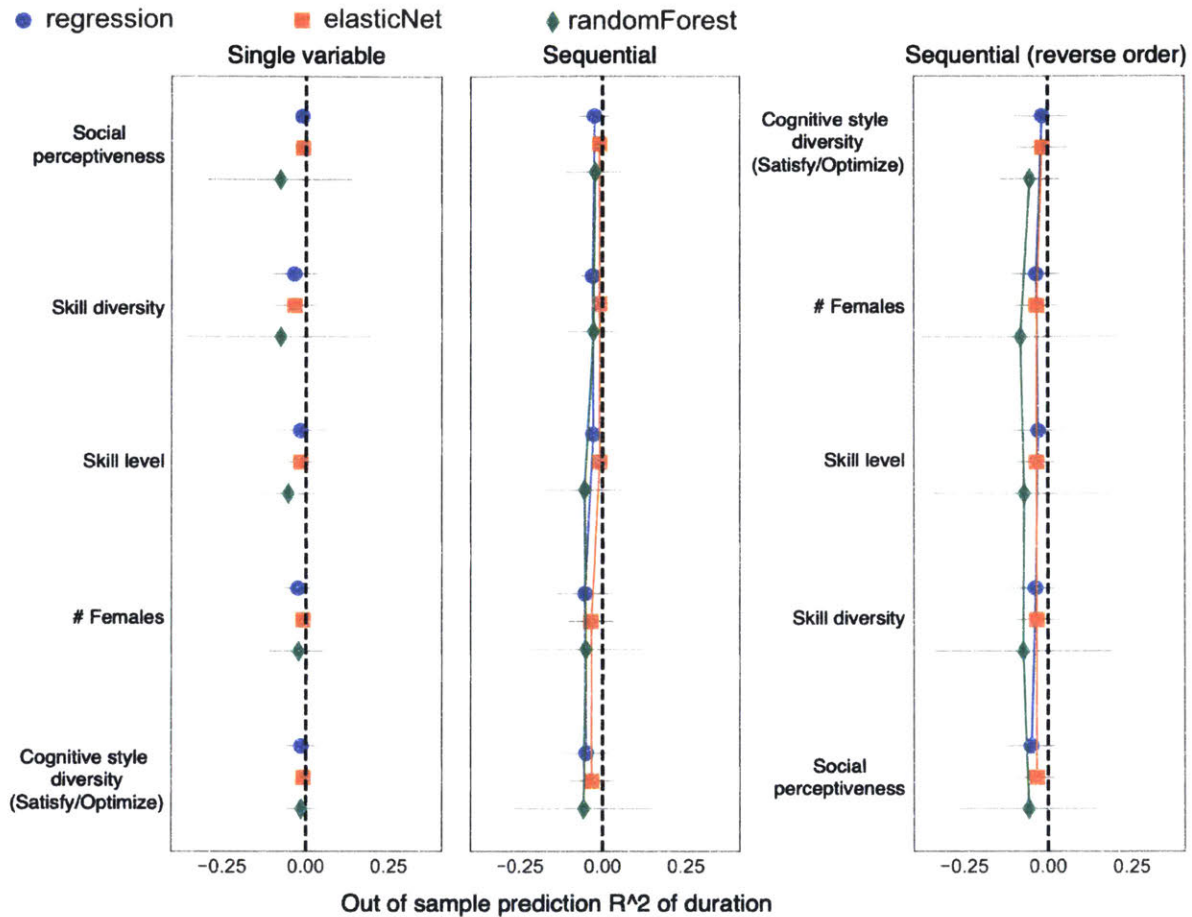 regression elasticNet randomForest
Single variable
Social
perceptiveness
Skill diversity
Skill level
# Females
Cognitive style
diversity
(Satisfy/Optimize)
−0.25 0.00 0.25
Sequential
−0.25 0.00 0.25
Sequential (reverse order)
Cognitive style
diversity
(Satisfy/Optimize)
# Females
Skill level
Skill diversity
Social
perceptiveness
−0.25 0.00 0.25
Out of sample prediction R^2 of duration